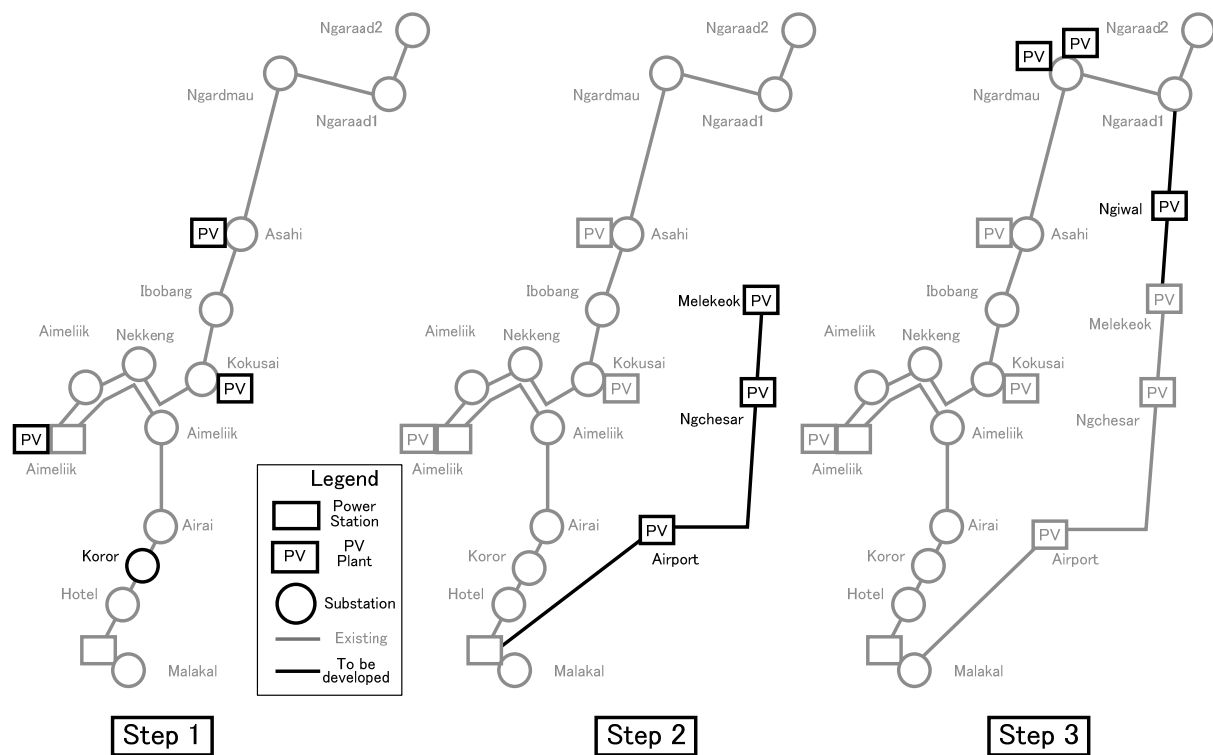 Ngaraad2
Ngardmau
Ngaraad1
PV
Asahi
Ibobang
Aimeliik
Nekkeng
Kokusai
PV
PV
Aimeliik
Aimeliik
Airai
Koror
Hotel
Malakal
Step 1
Legend
Power
Station
PV
PV
Plant
Substation
Existing
To be
developed
Ngaraad2
Ngardmau
Ngaraad1
PV
Asahi
Ibobang
Melekeok
PV
Aimeliik
Nekkeng
Kokusai
PV
PV
Ngchesar
PV
Aimeliik
Aimeliik
Airai
PV
Airport
Koror
Hotel
Malakal
Step 2
PV
PV
Ngaraad2
Ngardmau
Ngaraad1
Ngiwal
PV
PV
Asahi
Ibobang
PV
Melekeok
Aimeliik
Nekkeng
Kokusai
PV
PV
Ngchesar
PV
Aimeliik
Aimeliik
Airai
PV
Airport
Koror
Hotel
Malakal
Step 3